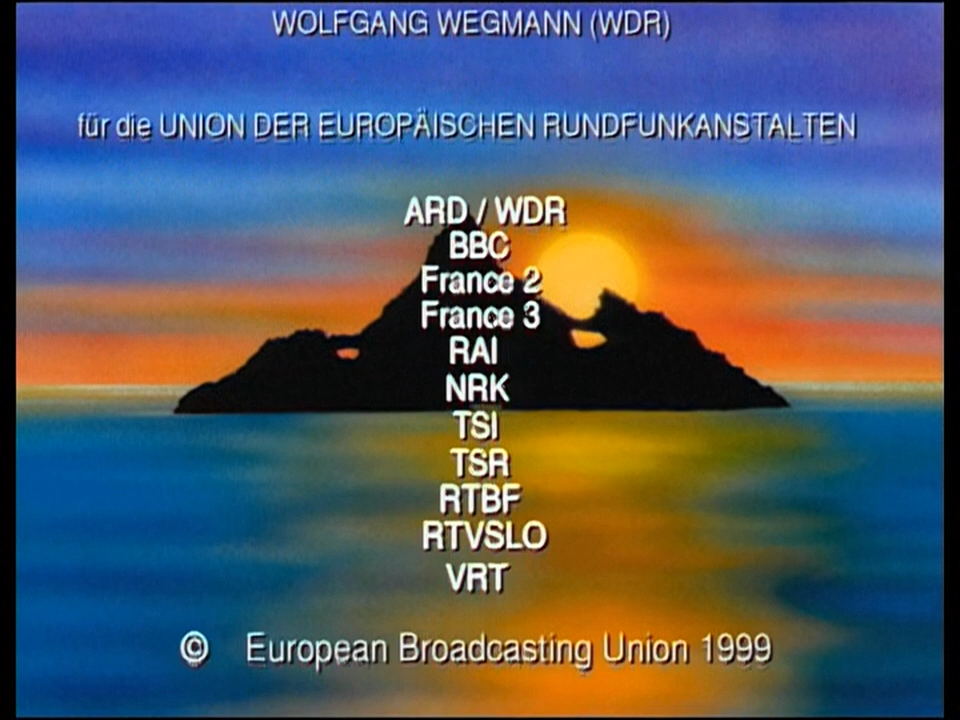 WOLFGANG WEGMANN (WDR)
für die UNION DER EUROPÄISCHEN RUNDFUNKANSTALTEN
ARD / WDR
BBC
France 2
France 3
RAI
NRK
TSI
TSR
RTBF
RTVSLO
VRT
© European Broadcasting Union 1999